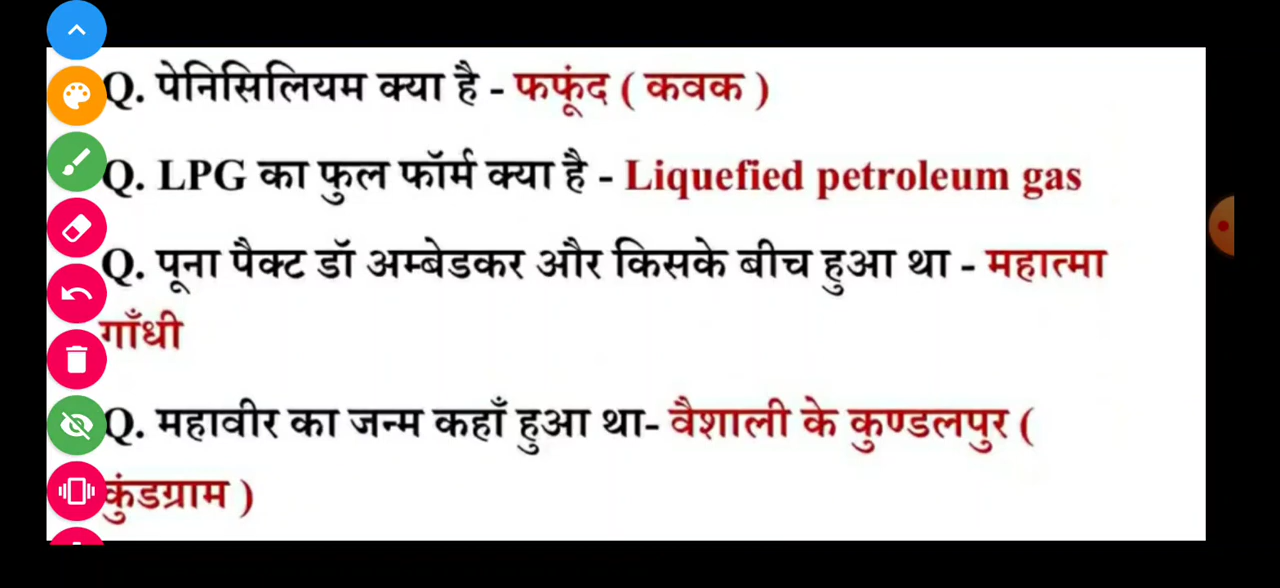 Q. पेनिसिलियम क्या है - फफूंद ( कवक )
Q. LPG का फुल फॉर्म क्या है - Liquefied petroleum gas
Q. पूना पैक्ट डॉ अम्बेडकर और किसके बीच हुआ था - महात्मा
गाँधी
Q. महावीर का जन्म कहाँ हुआ था- वैशाली के कुण्डलपुर (
कुंडग्राम )